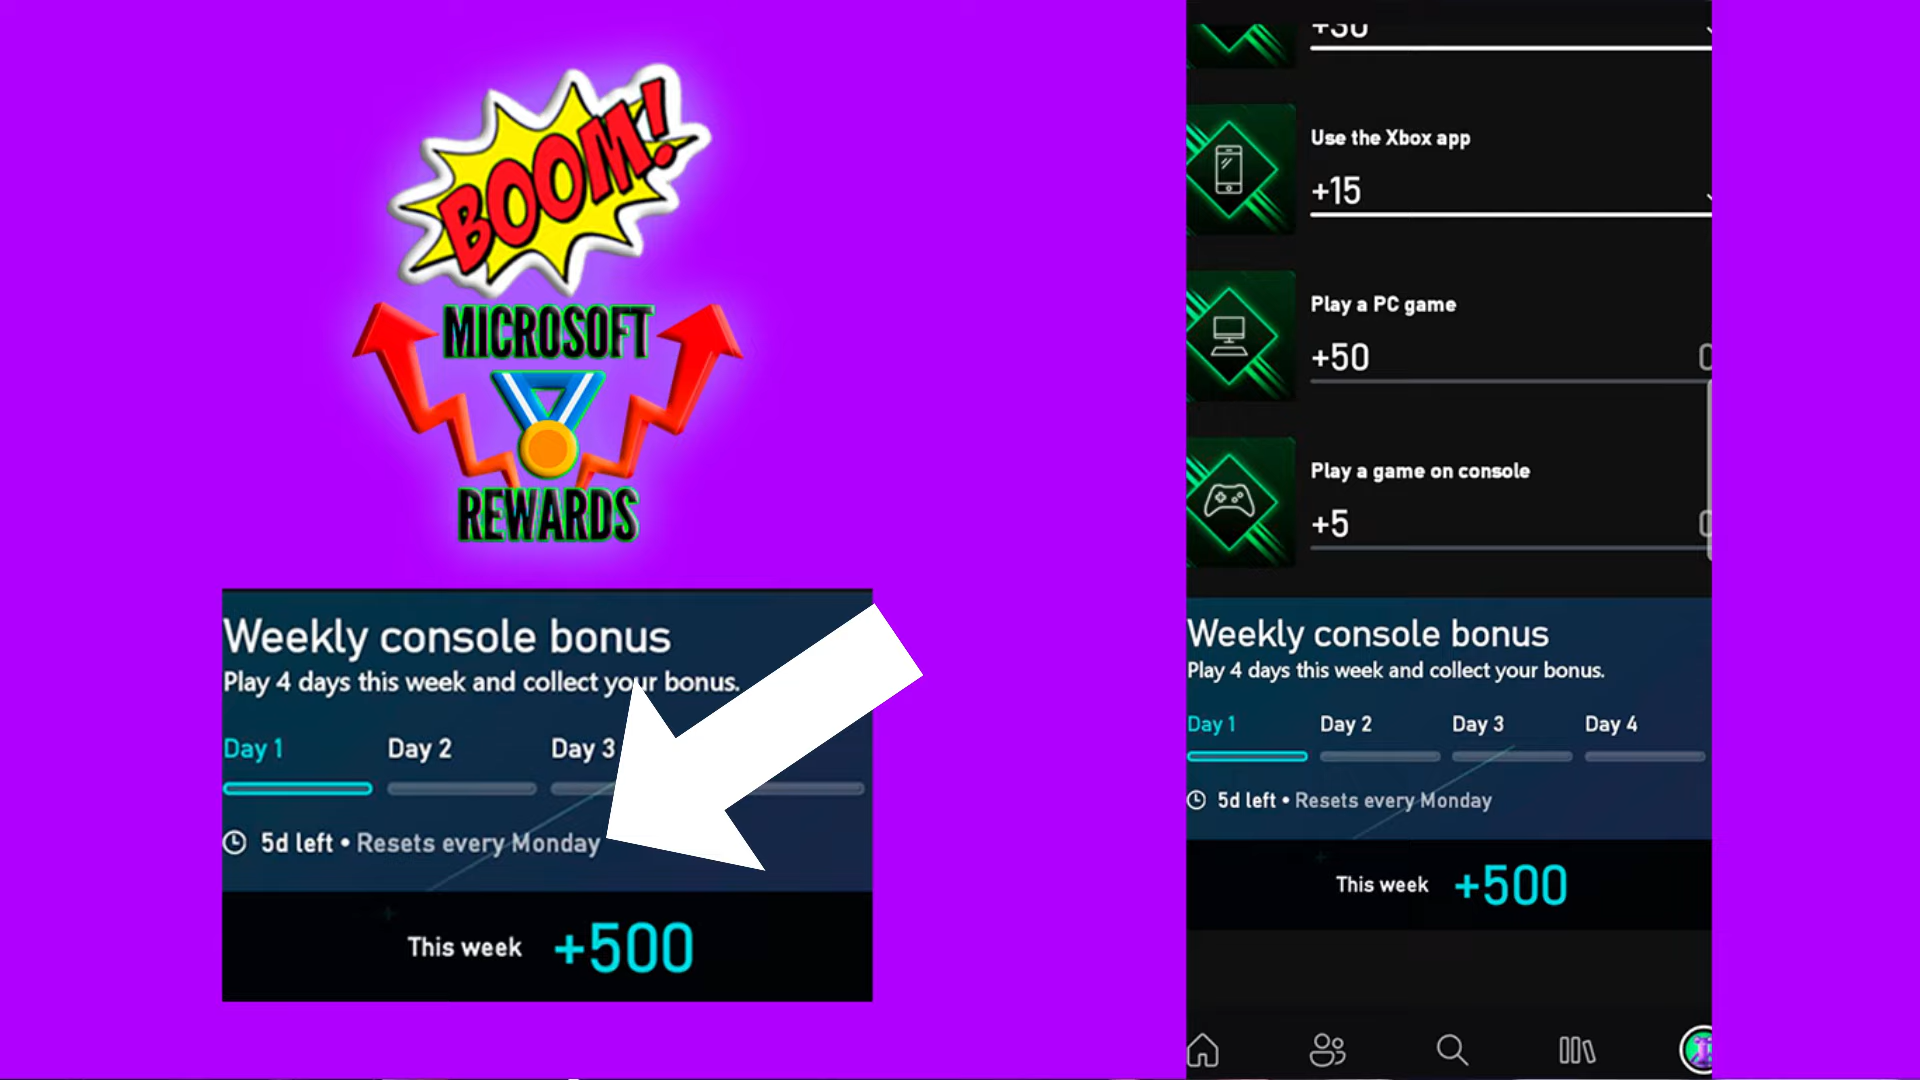 BOOM!
MICROSOFT
REWARDS
Weekly console bonus
Play 4 days this week and collect your bonus.
Day 1 Day 2 Day 3
5d left • Resets every Monday
This week +500
+30
Use the Xbox app
+15
Play a PC game
+50 0
Play a game on console
+5 0
Weekly console bonus
Play 4 days this week and collect your bonus.
Day 1 Day 2 Day 3 Day 4
5d left • Resets every Monday
This week +500